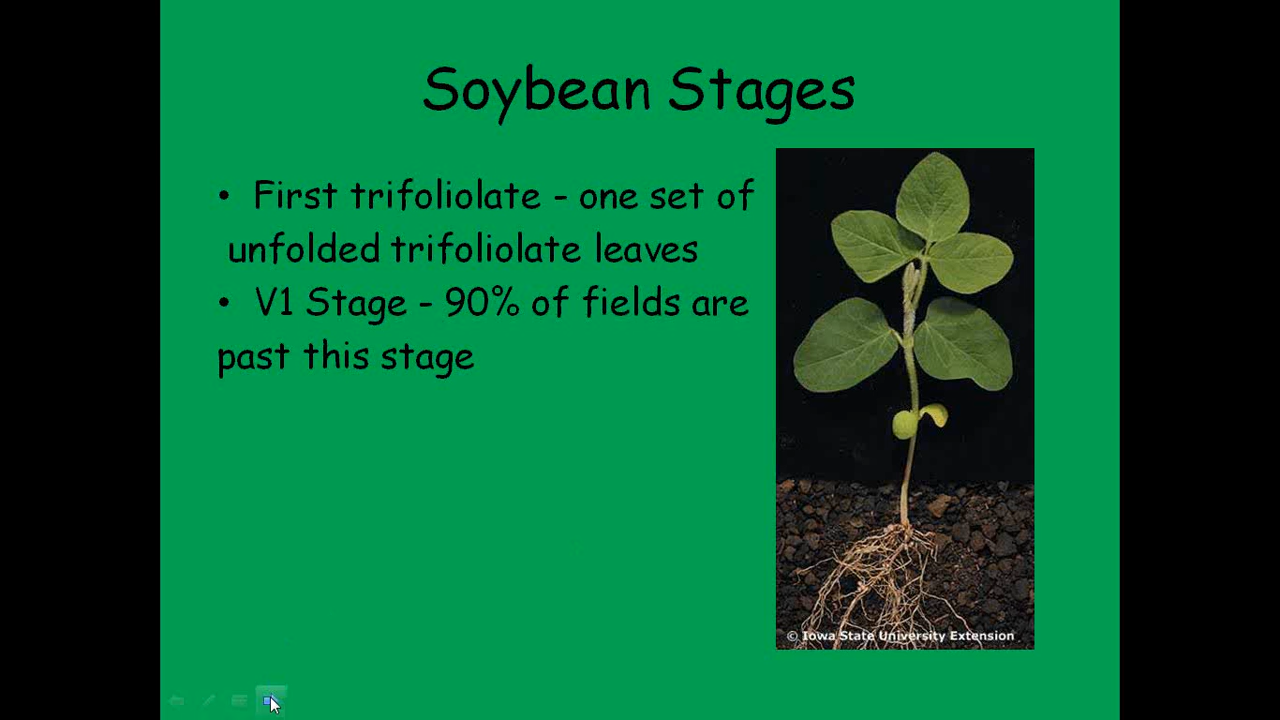 Soybean Stages
• First trifoliolate - one set of
unfolded trifoliolate leaves
• V1 Stage - 90% of fields are
past this stage
© Iowa State University Extension